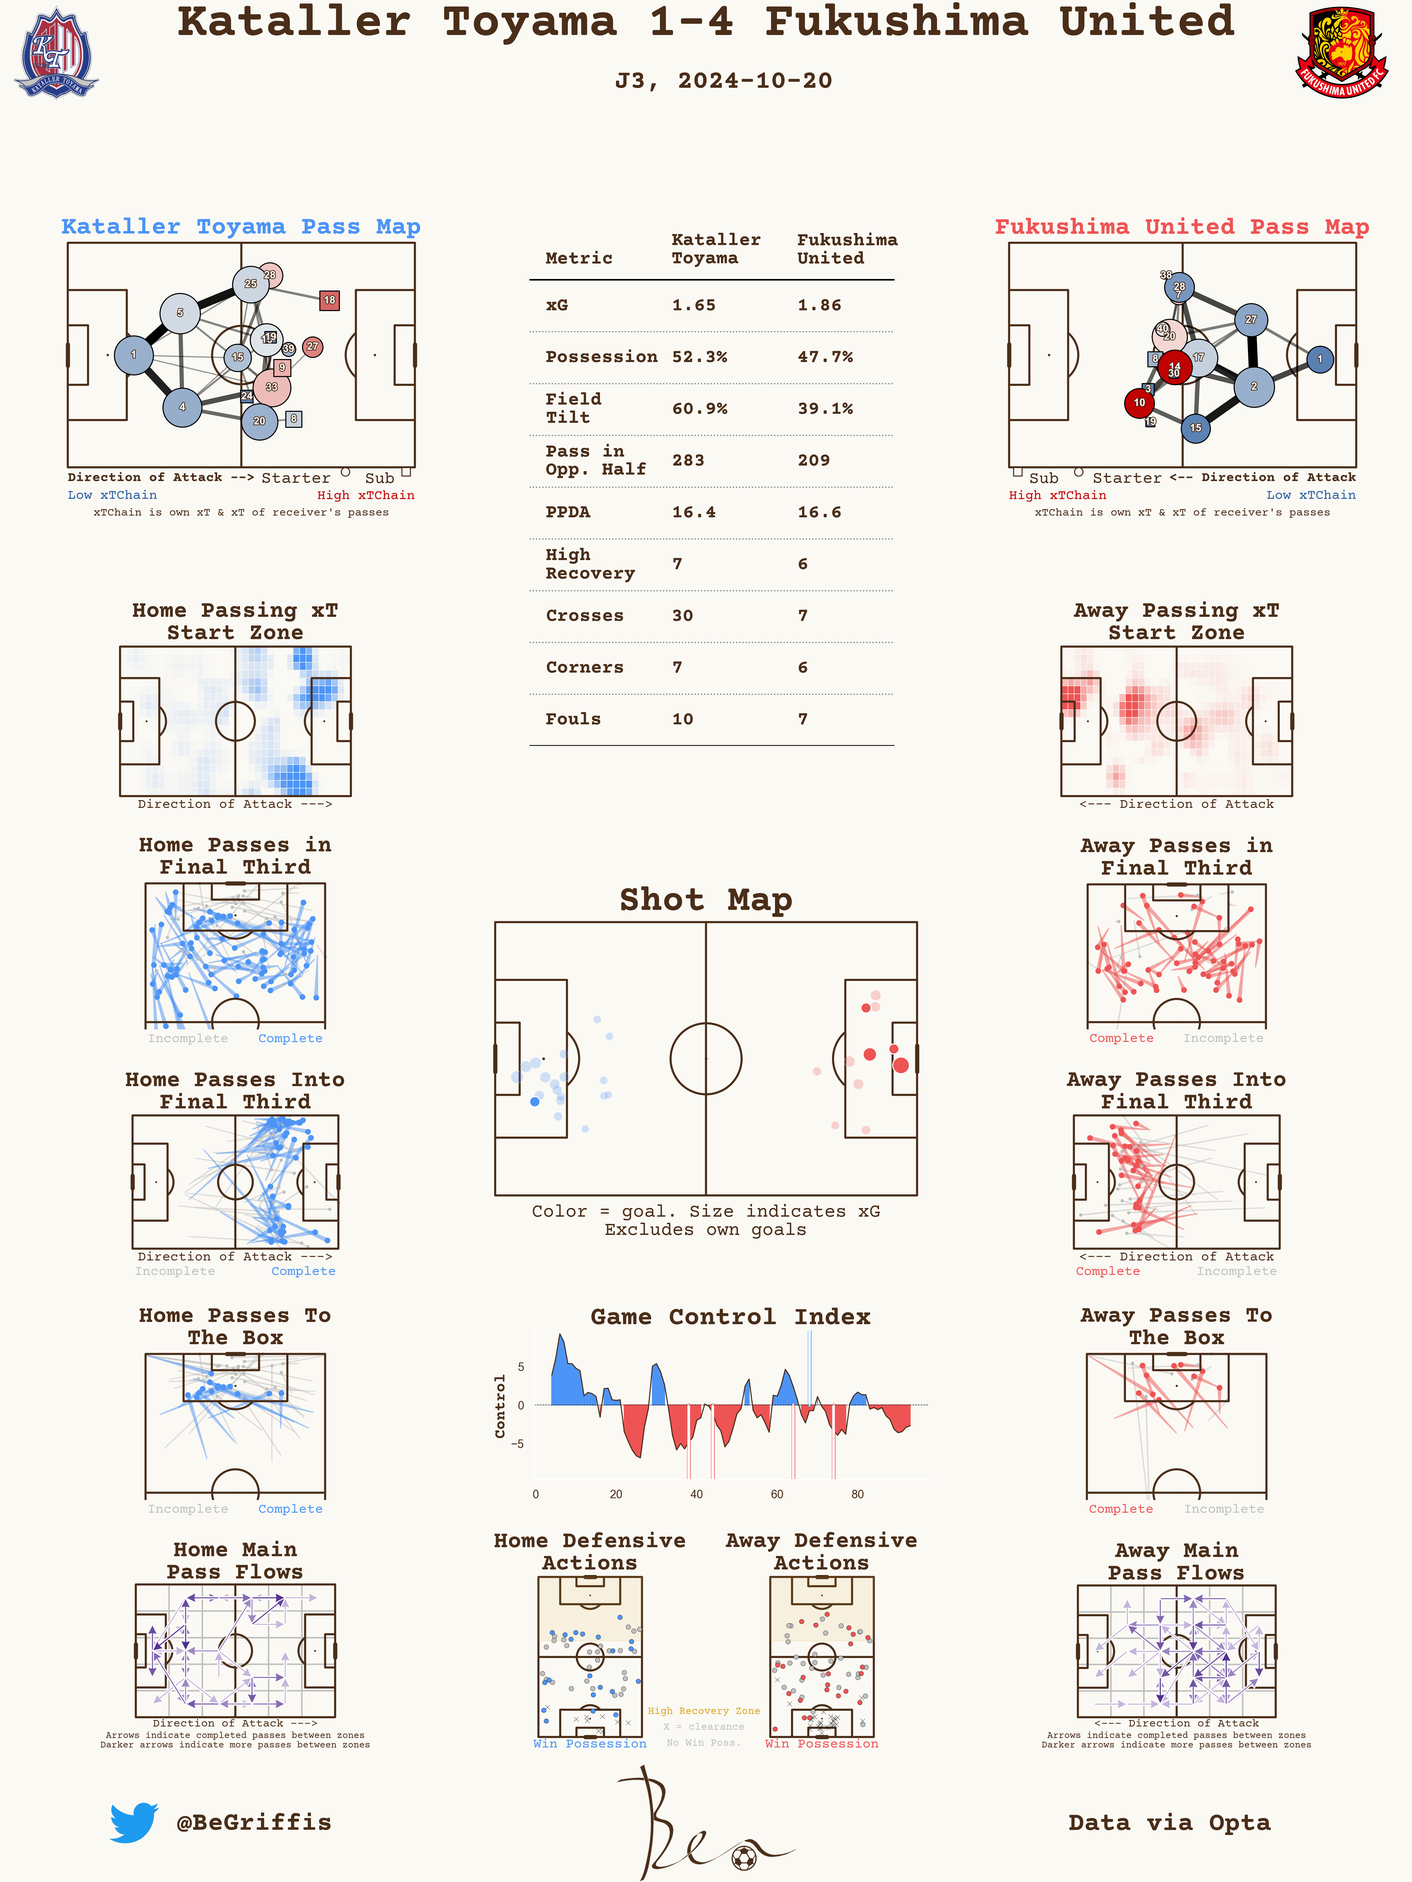 Kataller Toyama 1-4 Fukushima United
J3, 2024-10-20
KATALLER TOYAMA
FUKUSHIMA UNITED FC
Kataller Toyama Pass Map
28
25
18
5
19
39
27
1
15
9
33
24
4
20
8
Direction of Attack --> Starter Sub
Low xTChain High xTChain
xTChain is own xT & xT of receiver's passes
Metric Kataller Toyama Fukushima United
xG 1.65 1.86
Possession 52.3% 47.7%
Field Tilt 60.9% 39.1%
Pass in Opp. Half 283 209
PPDA 16.4 16.6
High Recovery 7 6
Crosses 30 7
Corners 7 6
Fouls 10 7
Fukushima United Pass Map
38
28
7
27
40
20
8
17
1
14
30
3
2
10
19
15
Sub Starter <-- Direction of Attack
High xTChain Low xTChain
xTChain is own xT & xT of receiver's passes
Home Passing xT
Start Zone
Direction of Attack --->
Away Passing xT
Start Zone
<--- Direction of Attack
Home Passes in
Final Third
Incomplete Complete
Away Passes in
Final Third
Complete Incomplete
Shot Map
Color = goal. Size indicates xG
Excludes own goals
Home Passes Into
Final Third
Direction of Attack --->
Incomplete Complete
Away Passes Into
Final Third
<--- Direction of Attack
Complete Incomplete
Home Passes To
The Box
Incomplete Complete
Game Control Index
Control
5
0
−5
0 20 40 60 80
Away Passes To
The Box
Complete Incomplete
Home Main
Pass Flows
Direction of Attack --->
Arrows indicate completed passes between zones
Darker arrows indicate more passes between zones
Home Defensive
Actions
Win Possession
Away Defensive
Actions
Win Possession
High Recovery Zone
X = clearance
No Win Poss.
Away Main
Pass Flows
<--- Direction of Attack
Arrows indicate completed passes between zones
Darker arrows indicate more passes between zones
@BeGriffis
Ben
Data via Opta